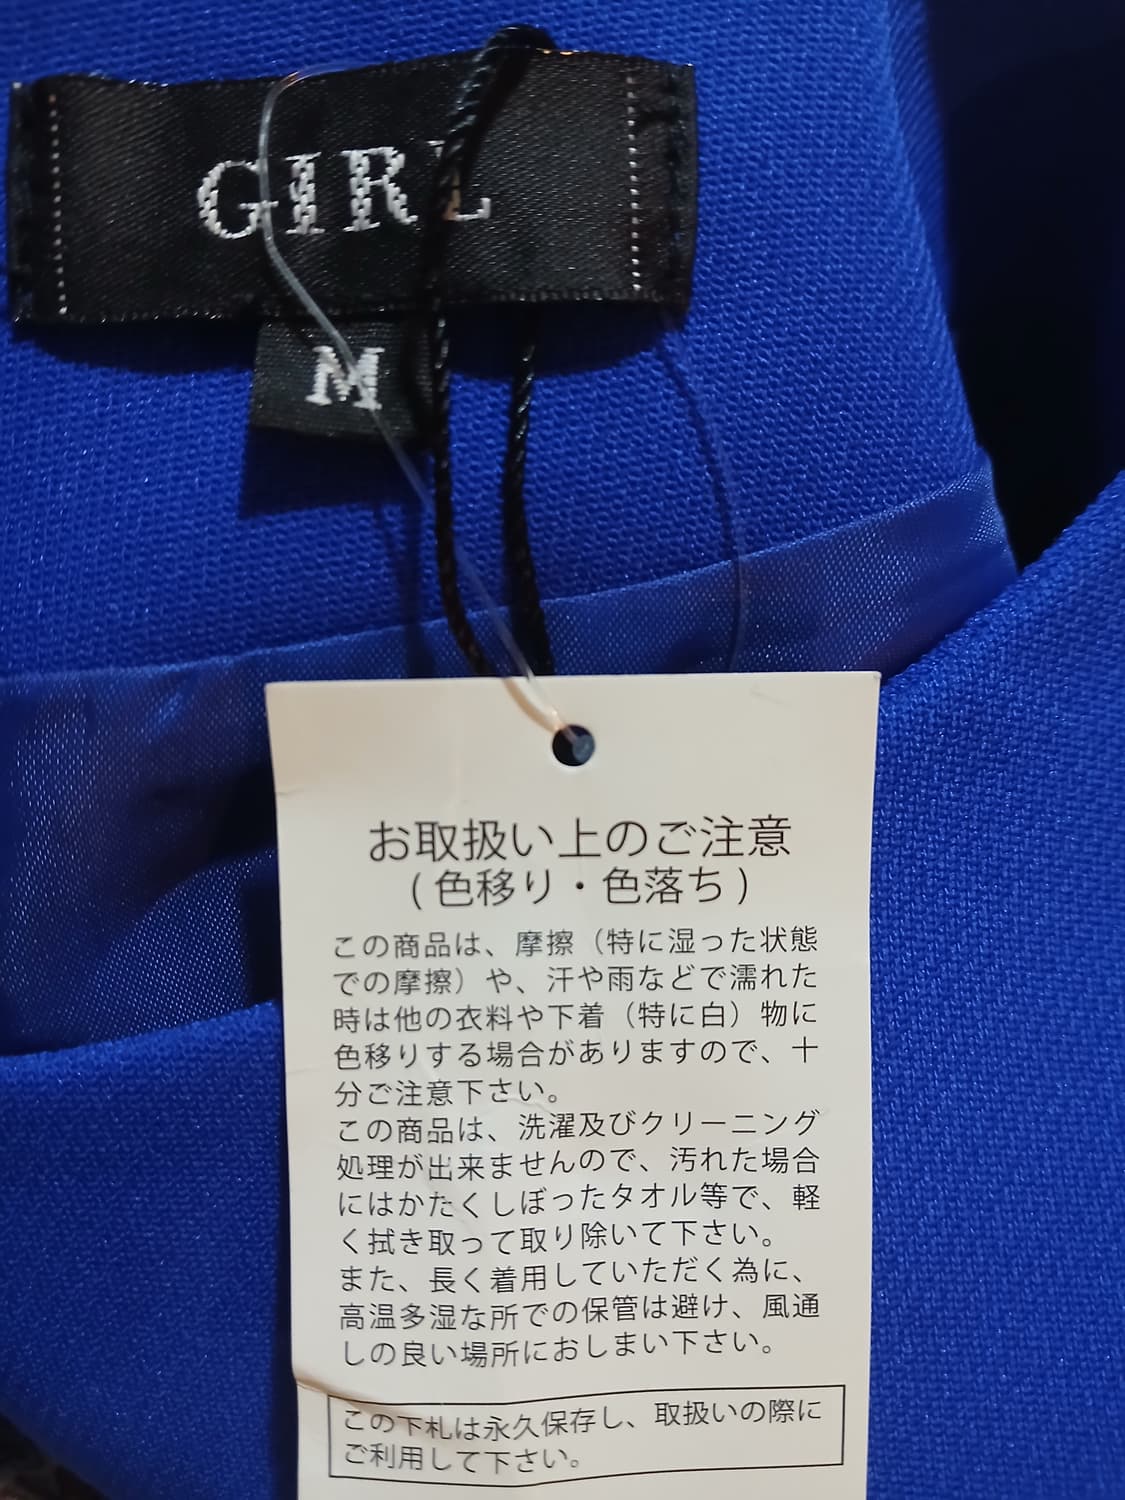 GIRL
M
お取扱い上のご注意
(色移り・色落ち)
この商品は、摩擦（特に湿った状態
での摩擦）や、汗や雨などで濡れた
時は他の衣料や下着（特に白）物に
色移りする場合がありますので、十
分ご注意下さい。
この商品は、洗濯及びクリーニング
処理が出来ませんので、汚れた場合
にはかたくしぼったタオル等で、軽
く拭き取って取り除いて下さい。
また、長く着用していただく為に、
高温多湿な所での保管は避け、風通
しの良い場所におしまい下さい。
この下札は永久保存し、取扱いの際に
ご利用して下さい。